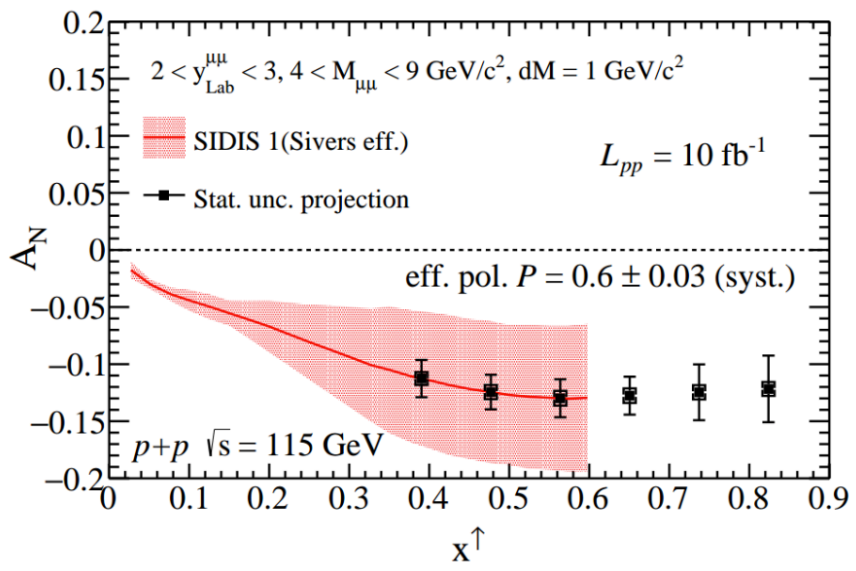 0.2
0.15
0.1
0.05
0
−0.05
−0.1
−0.15
−0.2
A_N
2 < y_Lab^μμ < 3, 4 < M_μμ < 9 GeV/c², dM = 1 GeV/c²
SIDIS 1(Sivers eff.)
L_pp = 10 fb⁻¹
Stat. unc. projection
eff. pol. P = 0.6 ± 0.03 (syst.)
p+p √s = 115 GeV
0 0.1 0.2 0.3 0.4 0.5 0.6 0.7 0.8 0.9
x↑